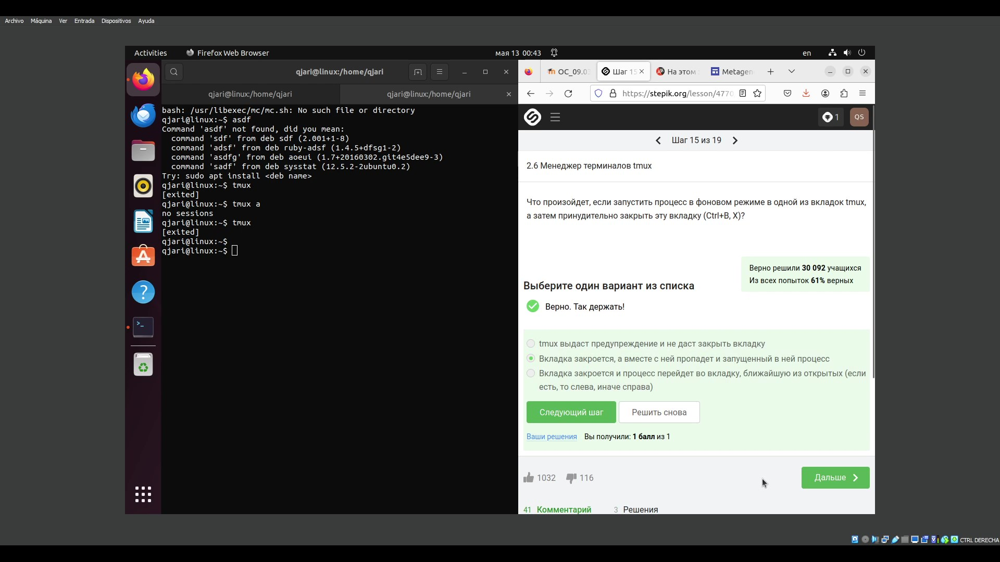 Archivo Máquina Ver Entrada Dispositivos Ayuda
Activities Firefox Web Browser мая 13 00:43 en
qjari@linux:/home/qjari
qjari@linux:/home/qjari qjari@linux:/home/qjari
bash: /usr/libexec/mc/mc.sh: No such file or directory
qjari@linux:~$ asdf
Command 'asdf' not found, did you mean:
command 'sdf' from deb sdf (2.001+1-8)
command 'adsf' from deb ruby-adsf (1.4.5+dfsg1-2)
command 'asdfg' from deb aoeui (1.7+20160302.git4e5dee9-3)
command 'sadf' from deb sysstat (12.5.2-2ubuntu0.2)
Try: sudo apt install <deb name>
qjari@linux:~$ tmux
[exited]
qjari@linux:~$ tmux a
no sessions
qjari@linux:~$ tmux
[exited]
qjari@linux:~$
qjari@linux:~$
ОС_09.03 Шаг 15 На этом Metagen
https://stepik.org/lesson/4770
1 QS
Шаг 15 из 19
2.6 Менеджер терминалов tmux
Что произойдет, если запустить процесс в фоновом режиме в одной из вкладок tmux,
а затем принудительно закрыть эту вкладку (Ctrl+B, X)?
Верно решили 30 092 учащихся
Из всех попыток 61% верных
Выберите один вариант из списка
Верно. Так держать!
tmux выдаст предупреждение и не даст закрыть вкладку
Вкладка закроется, а вместе с ней пропадет и запущенный в ней процесс
Вкладка закроется и процесс перейдет во вкладку, ближайшую из открытых (если
есть, то слева, иначе справа)
Следующий шаг Решить снова
Ваши решения Вы получили: 1 балл из 1
1032 116 Дальше
41 Комментарий 3 Решения
CTRL DERECHA